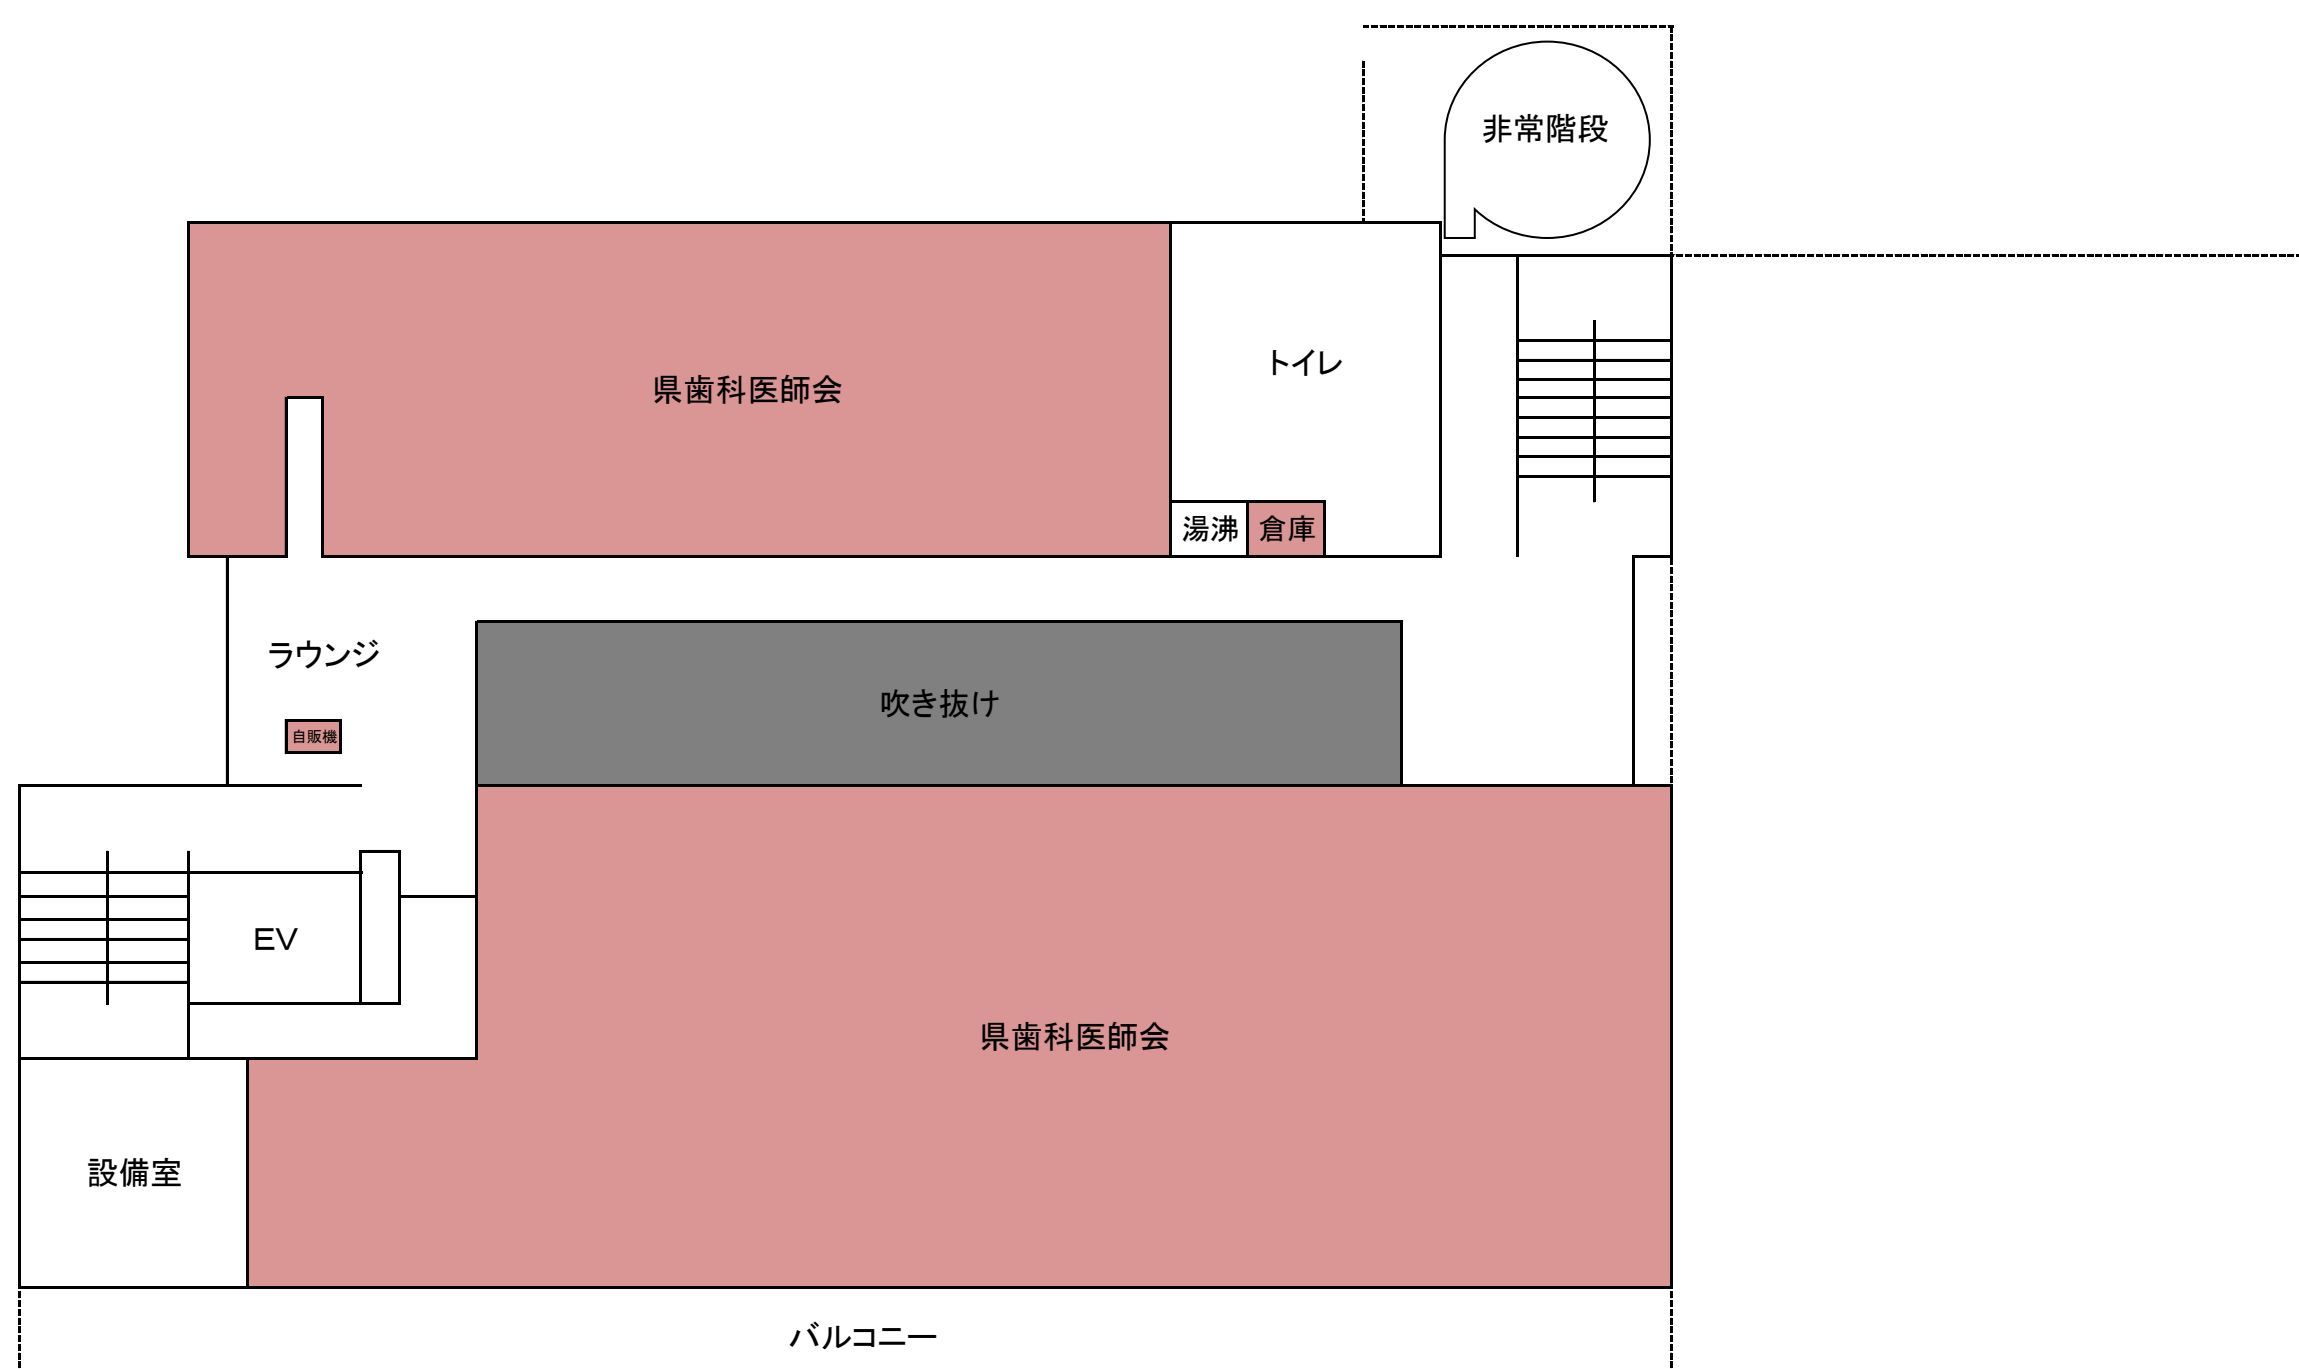 非常階段
県歯科医師会
トイレ
湯沸
倉庫
ラウンジ
吹き抜け
自販機
EV
県歯科医師会
設備室
バルコニー